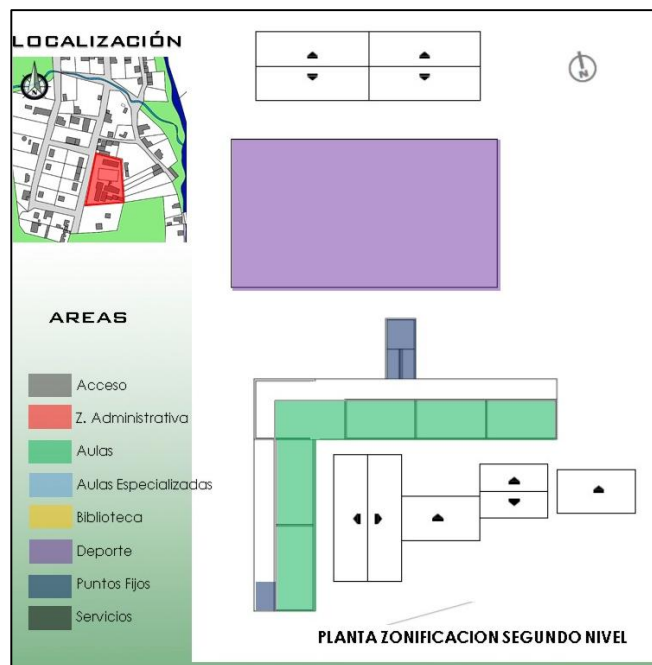 LOCALIZACIÓN
N
AREAS
Acceso
Z. Administrativa
Aulas
Aulas Especializadas
Biblioteca
Deporte
Puntos Fijos
Servicios
PLANTA ZONIFICACION SEGUNDO NIVEL